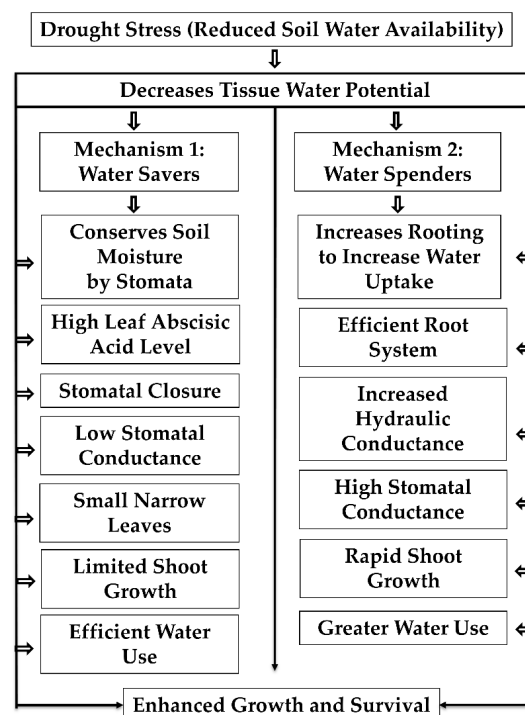 Drought Stress (Reduced Soil Water Availability)
Decreases Tissue Water Potential
Mechanism 1:
Water Savers
Conserves Soil
Moisture
by Stomata
High Leaf Abscisic
Acid Level
Stomatal Closure
Low Stomatal
Conductance
Small Narrow
Leaves
Limited Shoot
Growth
Efficient Water
Use
Mechanism 2:
Water Spenders
Increases Rooting
to Increase Water
Uptake
Efficient Root
System
Increased
Hydraulic
Conductance
High Stomatal
Conductance
Rapid Shoot
Growth
Greater Water Use
Enhanced Growth and Survival